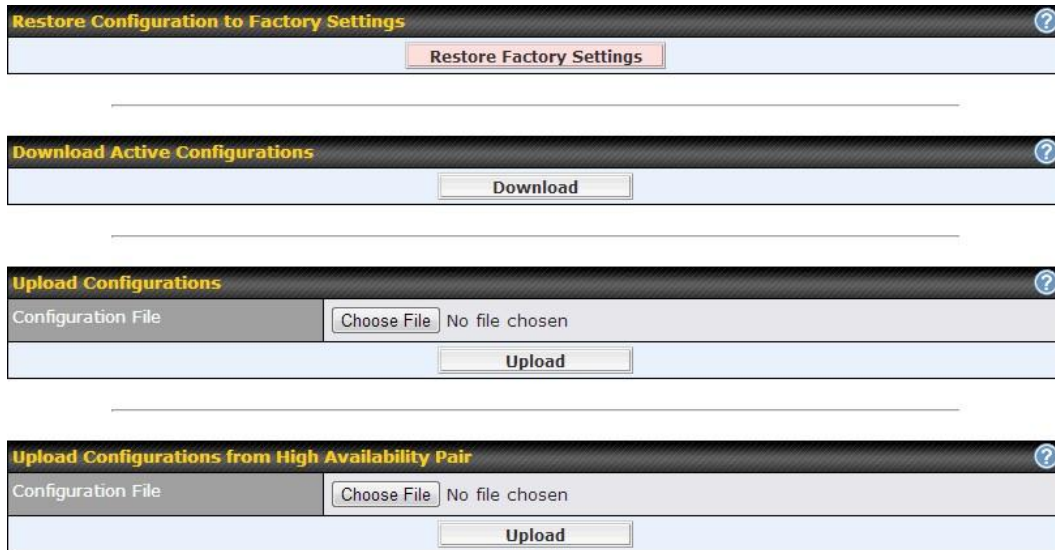 Restore Configuration to Factory Settings ?
Restore Factory Settings
Download Active Configurations ?
Download
Upload Configurations ?
Configuration File Choose File No file chosen
Upload
Upload Configurations from High Availability Pair ?
Configuration File Choose File No file chosen
Upload